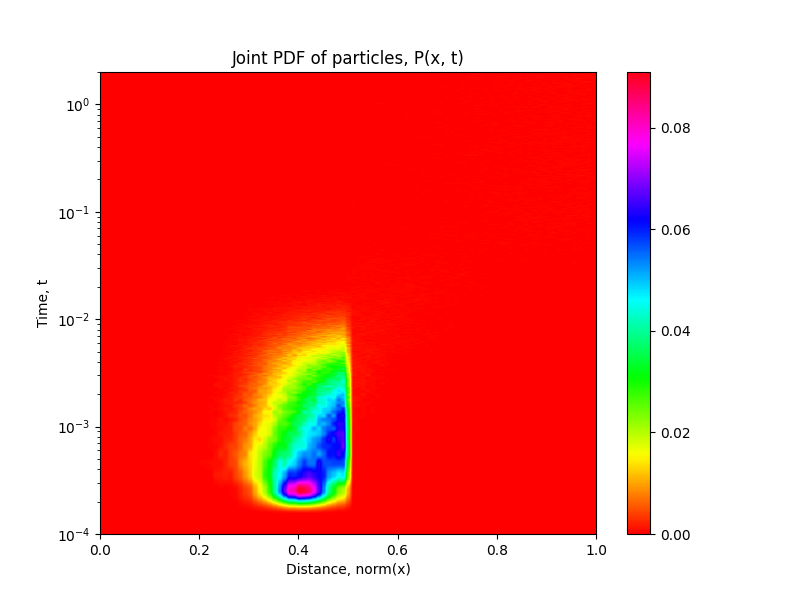 Joint PDF of particles, P(x, t)
10⁰
10⁻¹
10⁻²
10⁻³
10⁻⁴
Time, t
0.0 0.2 0.4 0.6 0.8 1.0
Distance, norm(x)
0.08
0.06
0.04
0.02
0.00